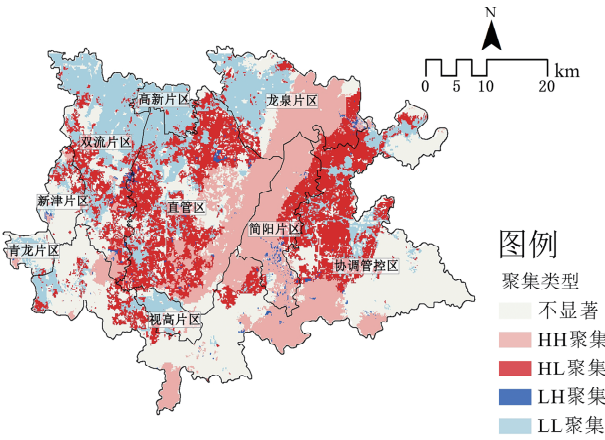 N
0 5 10 20 km
高新片区
龙泉片区
双流片区
新津片区
直管区
简阳片区
青龙片区
协调管控区
视高片区
图例
聚集类型
不显著
HH聚集
HL聚集
LH聚集
LL聚集